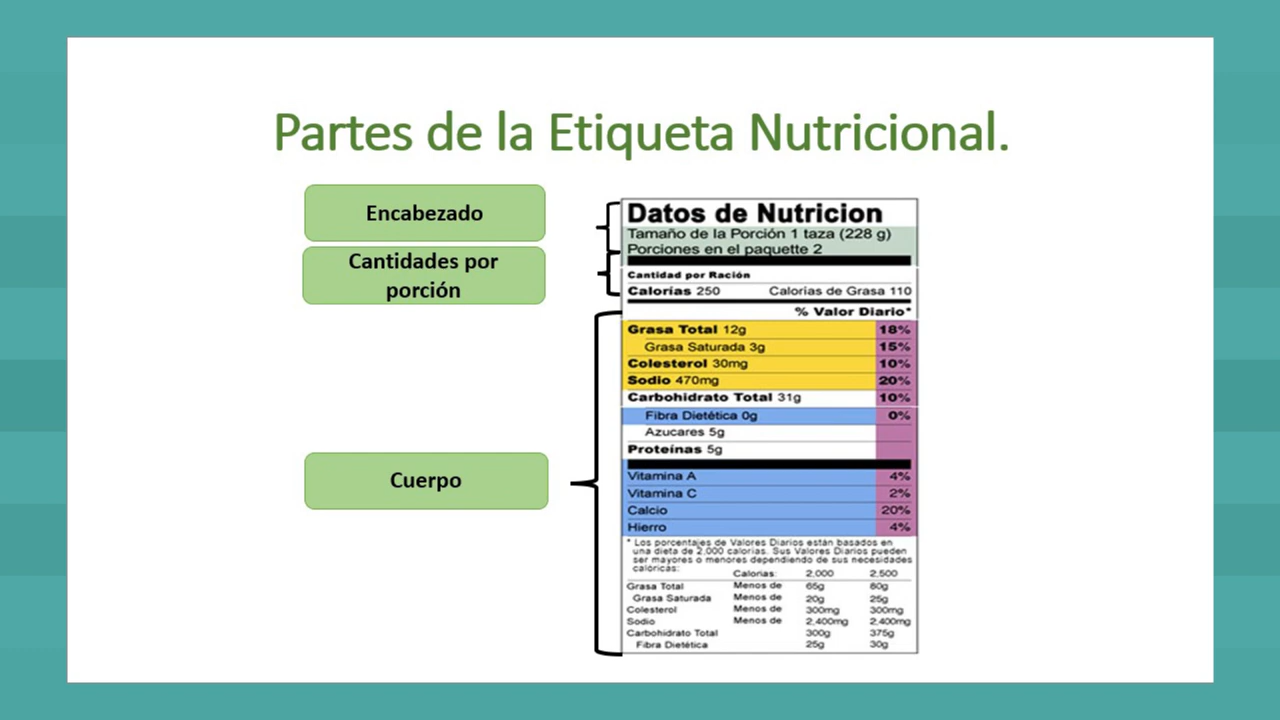 Partes de la Etiqueta Nutricional.
Encabezado
Cantidades por
porción
Cuerpo
Datos de Nutricion
Tamaño de la Porción 1 taza (228 g)
Porciones en el paquette 2
Cantidad por Ración
Calorías 250 Calorías de Grasa 110
% Valor Diario*
Grasa Total 12g 18%
Grasa Saturada 3g 15%
Colesterol 30mg 10%
Sodio 470mg 20%
Carbohidrato Total 31g 10%
Fibra Dietética 0g 0%
Azucares 5g
Proteínas 5g
Vitamina A 4%
Vitamina C 2%
Calcio 20%
Hierro 4%
* Los porcentajes de Valores Diarios están basados en
una dieta de 2,000 calorías. Sus Valores Diarios pueden
ser mayores o menores dependiendo de sus necesidades
calóricas:
Calorias: 2,000 2,500
Grasa Total Menos de 65g 80g
Grasa Saturada Menos de 20g 25g
Colesterol Menos de 300mg 300mg
Sodio Menos de 2,400mg 2,400mg
Carbohidrato Total 300g 375g
Fibra Dietética 25g 30g